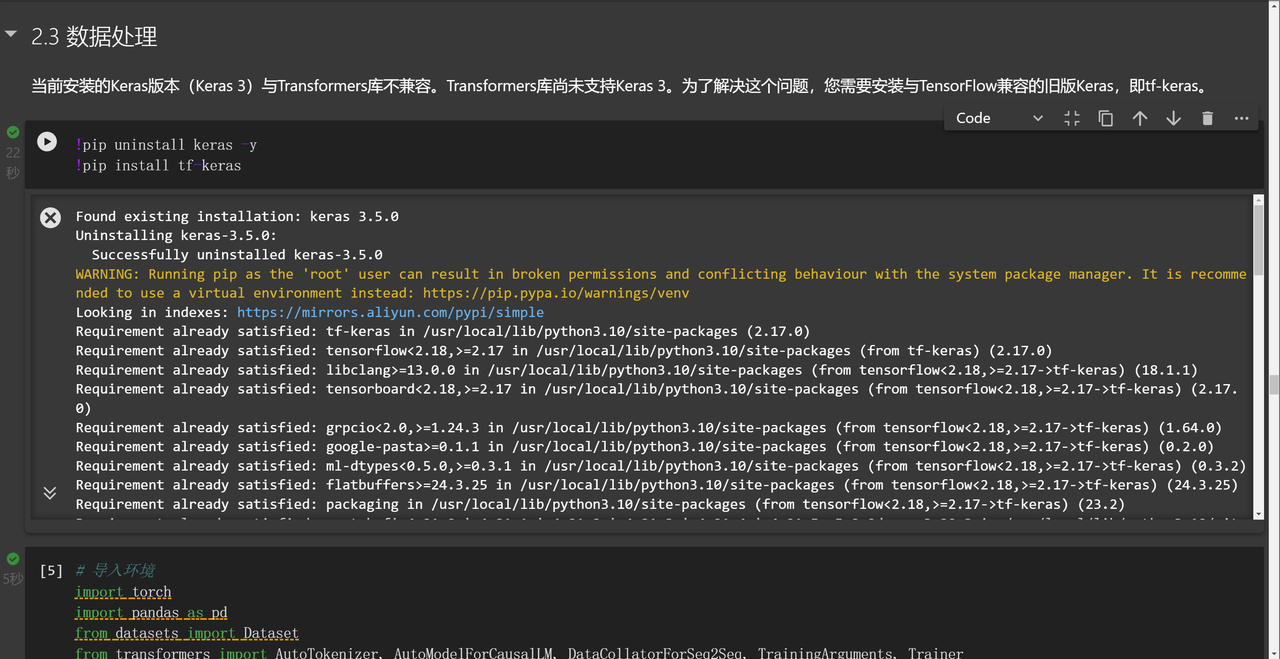 2.3 数据处理
当前安装的Keras版本（Keras 3）与Transformers库不兼容。Transformers库尚未支持Keras 3。为了解决这个问题，您需要安装与TensorFlow兼容的旧版Keras，即tf-keras。
Code
22
秒
!pip uninstall keras -y
!pip install tf-keras
Found existing installation: keras 3.5.0
Uninstalling keras-3.5.0:
Successfully uninstalled keras-3.5.0
WARNING: Running pip as the 'root' user can result in broken permissions and conflicting behaviour with the system package manager. It is recomme
nded to use a virtual environment instead: https://pip.pypa.io/warnings/venv
Looking in indexes: https://mirrors.aliyun.com/pypi/simple
Requirement already satisfied: tf-keras in /usr/local/lib/python3.10/site-packages (2.17.0)
Requirement already satisfied: tensorflow<2.18,>=2.17 in /usr/local/lib/python3.10/site-packages (from tf-keras) (2.17.0)
Requirement already satisfied: libclang>=13.0.0 in /usr/local/lib/python3.10/site-packages (from tensorflow<2.18,>=2.17->tf-keras) (18.1.1)
Requirement already satisfied: tensorboard<2.18,>=2.17 in /usr/local/lib/python3.10/site-packages (from tensorflow<2.18,>=2.17->tf-keras) (2.17.
0)
Requirement already satisfied: grpcio<2.0,>=1.24.3 in /usr/local/lib/python3.10/site-packages (from tensorflow<2.18,>=2.17->tf-keras) (1.64.0)
Requirement already satisfied: google-pasta>=0.1.1 in /usr/local/lib/python3.10/site-packages (from tensorflow<2.18,>=2.17->tf-keras) (0.2.0)
Requirement already satisfied: ml-dtypes<0.5.0,>=0.3.1 in /usr/local/lib/python3.10/site-packages (from tensorflow<2.18,>=2.17->tf-keras) (0.3.2)
Requirement already satisfied: flatbuffers>=24.3.25 in /usr/local/lib/python3.10/site-packages (from tensorflow<2.18,>=2.17->tf-keras) (24.3.25)
Requirement already satisfied: packaging in /usr/local/lib/python3.10/site-packages (from tensorflow<2.18,>=2.17->tf-keras) (23.2)
5秒
[5] # 导入环境
import torch
import pandas as pd
from datasets import Dataset
from transformers import AutoTokenizer, AutoModelForCausalLM, DataCollatorForSeq2Seq, TrainingArguments, Trainer